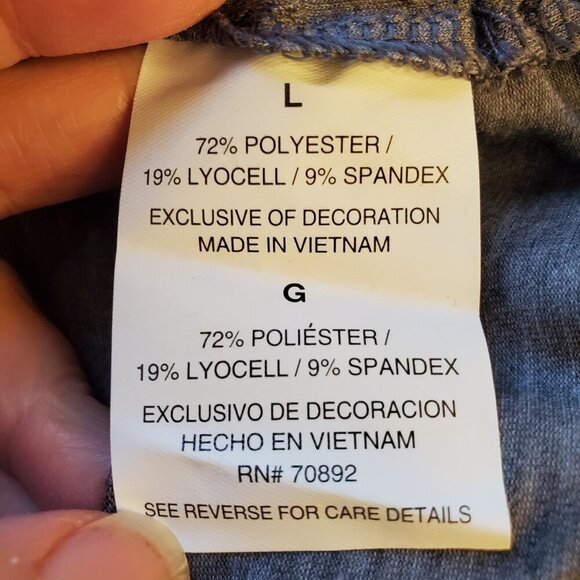 L
72% POLYESTER /
19% LYOCELL / 9% SPANDEX
EXCLUSIVE OF DECORATION
MADE IN VIETNAM
G
72% POLIÉSTER /
19% LYOCELL / 9% SPANDEX
EXCLUSIVO DE DECORACION
HECHO EN VIETNAM
RN# 70892
SEE REVERSE FOR CARE DETAILS